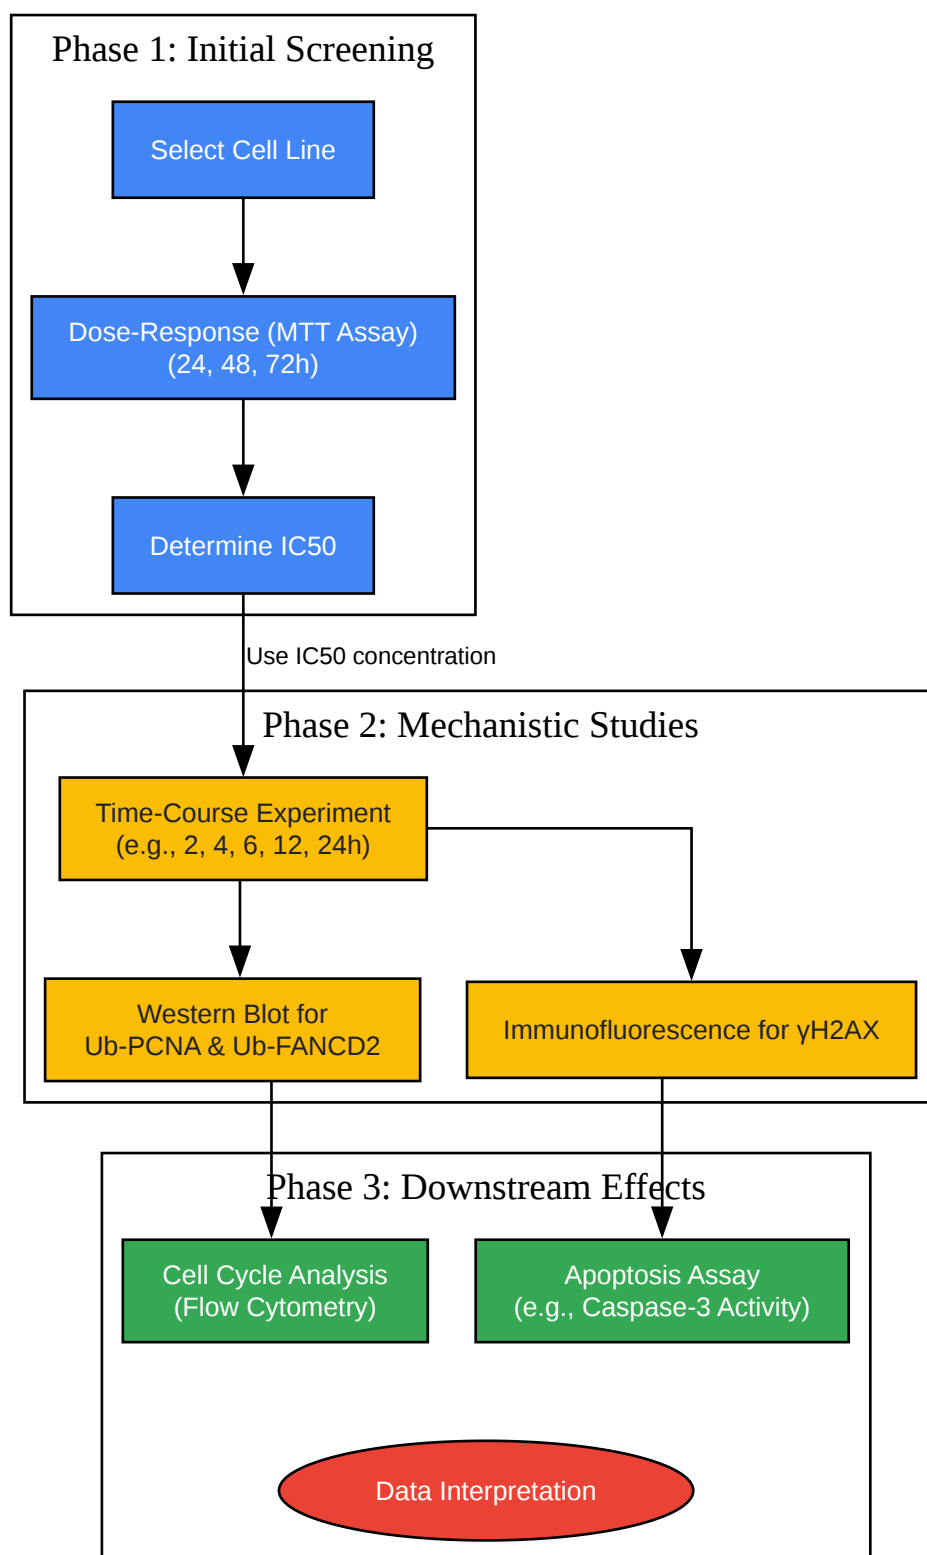 Phase 1: Initial Screening
Select Cell Line
Dose-Response (MTT Assay)
(24, 48, 72h)
Determine IC50
Use IC50 concentration
Phase 2: Mechanistic Studies
Time-Course Experiment
(e.g., 2, 4, 6, 12, 24h)
Western Blot for
Ub-PCNA & Ub-FANCD2
Immunofluorescence for γH2AX
Phase 3: Downstream Effects
Cell Cycle Analysis
(Flow Cytometry)
Apoptosis Assay
(e.g., Caspase-3 Activity)
Data Interpretation